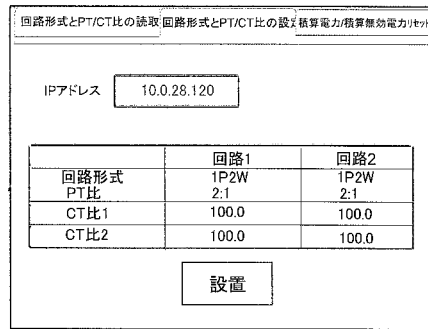 回路形式とPT/CT比の読取 回路形式とPT/CT比の設定 積算電力/積算無効電力リセット
IPアドレス 10.0.28.120
回路1 回路2
回路形式 1P2W 1P2W
PT比 2:1 2:1
CT比1 100.0 100.0
CT比2 100.0 100.0
設置